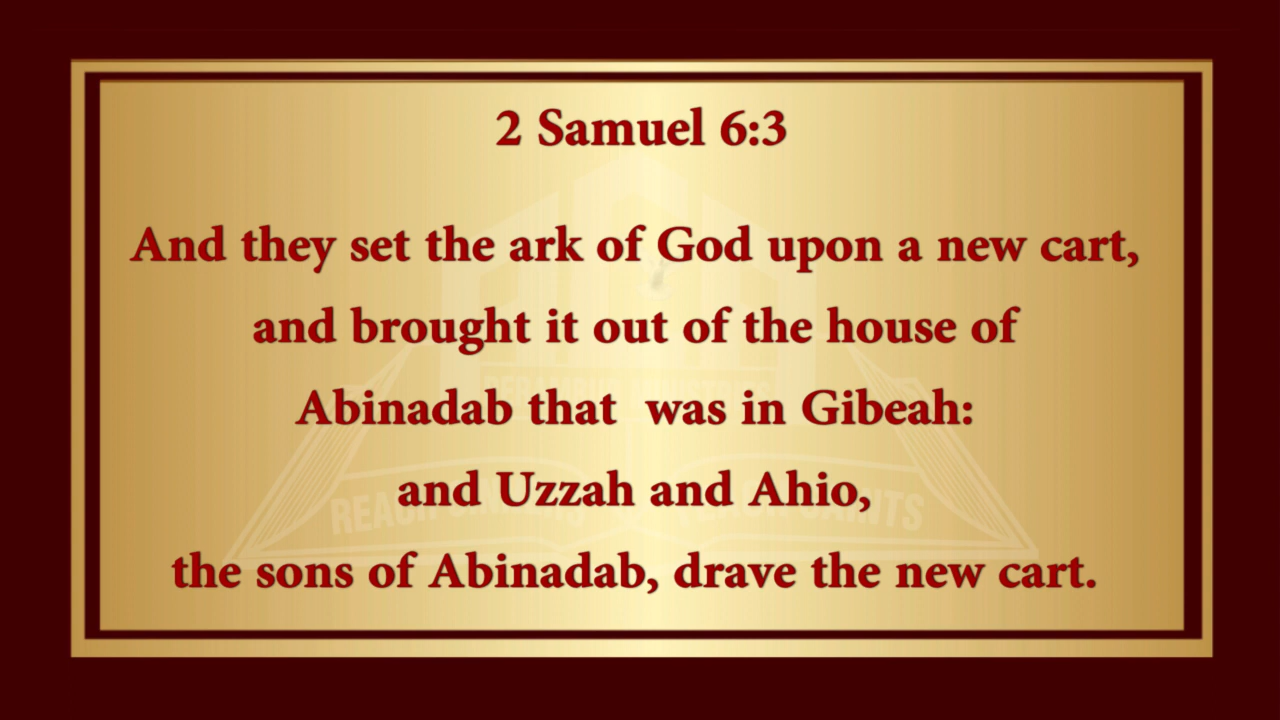 2 Samuel 6:3
And they set the ark of God upon a new cart,
and brought it out of the house of
Abinadab that  was in Gibeah:
and Uzzah and Ahio,
the sons of Abinadab, drave the new cart.